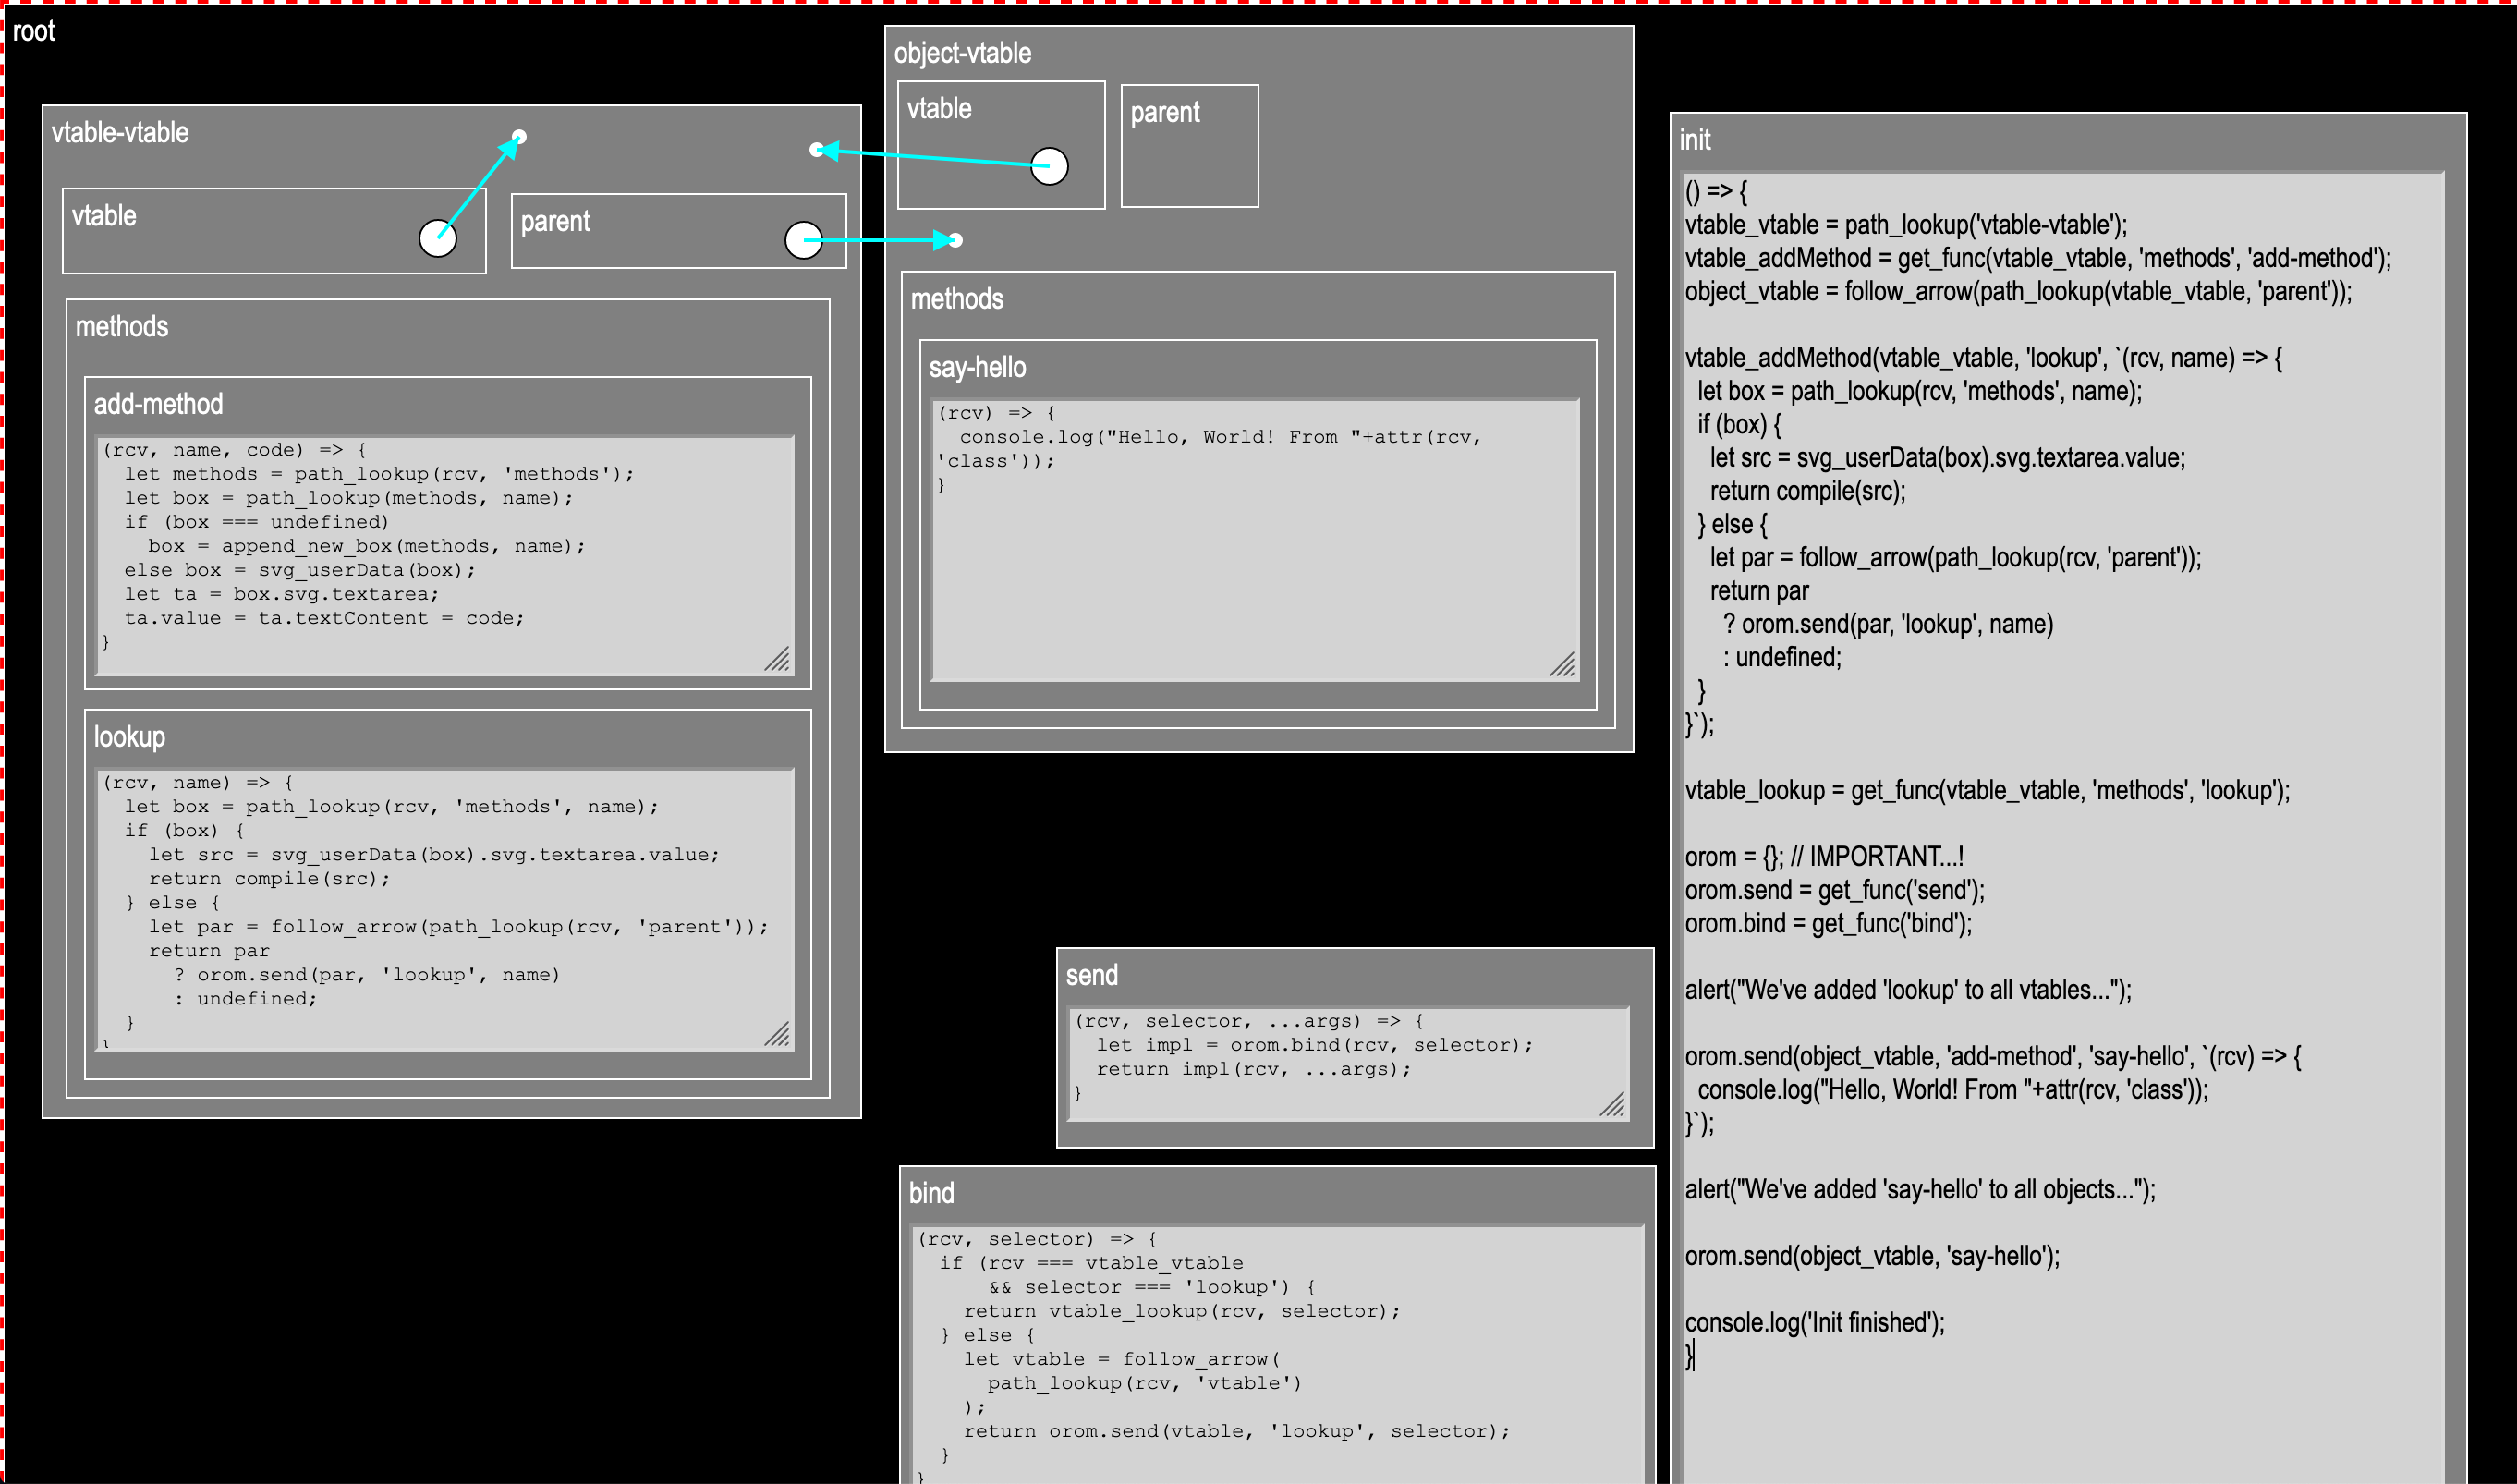 root
vtable-vtable
vtable
parent
methods
add-method
(rcv, name, code) => {
  let methods = path_lookup(rcv, 'methods');
  let box = path_lookup(methods, name);
  if (box === undefined)
    box = append_new_box(methods, name);
  else box = svg_userData(box);
  let ta = box.svg.textarea;
  ta.value = ta.textContent = code;
}
lookup
(rcv, name) => {
  let box = path_lookup(rcv, 'methods', name);
  if (box) {
    let src = svg_userData(box).svg.textarea.value;
    return compile(src);
  } else {
    let par = follow_arrow(path_lookup(rcv, 'parent'));
    return par
      ? orom.send(par, 'lookup', name)
      : undefined;
  }
}
object-vtable
vtable
parent
methods
say-hello
(rcv) => {
  console.log("Hello, World! From "+attr(rcv,
'class'));
}
send
(rcv, selector, ...args) => {
  let impl = orom.bind(rcv, selector);
  return impl(rcv, ...args);
}
bind
(rcv, selector) => {
  if (rcv === vtable_vtable
      && selector === 'lookup') {
    return vtable_lookup(rcv, selector);
  } else {
    let vtable = follow_arrow(
      path_lookup(rcv, 'vtable')
    );
    return orom.send(vtable, 'lookup', selector);
  }
}
init
() => {
vtable_vtable = path_lookup('vtable-vtable');
vtable_addMethod = get_func(vtable_vtable, 'methods', 'add-method');
object_vtable = follow_arrow(path_lookup(vtable_vtable, 'parent'));
vtable_addMethod(vtable_vtable, 'lookup', `(rcv, name) => {
  let box = path_lookup(rcv, 'methods', name);
  if (box) {
    let src = svg_userData(box).svg.textarea.value;
    return compile(src);
  } else {
    let par = follow_arrow(path_lookup(rcv, 'parent'));
    return par
      ? orom.send(par, 'lookup', name)
      : undefined;
  }
}`);
vtable_lookup = get_func(vtable_vtable, 'methods', 'lookup');
orom = {}; // IMPORTANT...!
orom.send = get_func('send');
orom.bind = get_func('bind');
alert("We've added 'lookup' to all vtables...");
orom.send(object_vtable, 'add-method', 'say-hello', `(rcv) => {
  console.log("Hello, World! From "+attr(rcv, 'class'));
}`);
alert("We've added 'say-hello' to all objects...");
orom.send(object_vtable, 'say-hello');
console.log('Init finished');
}